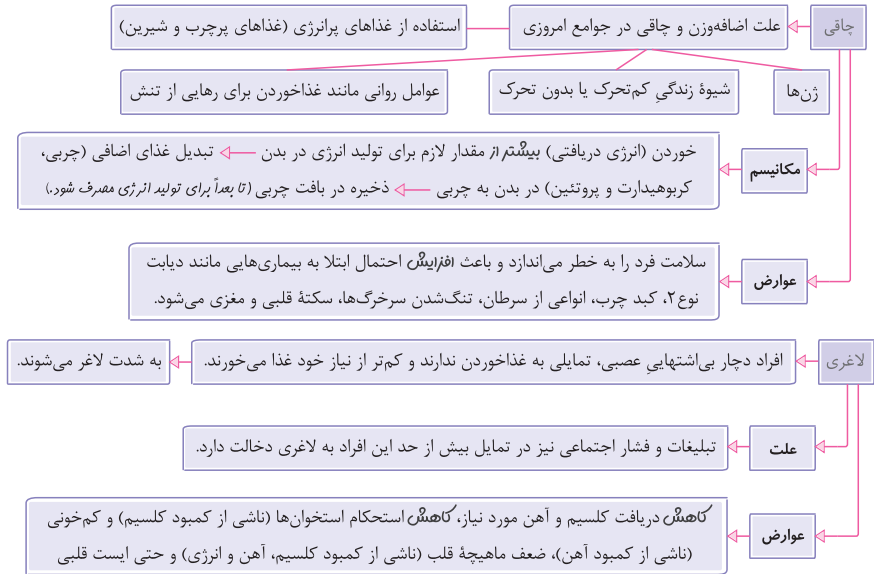 چاقی
علت اضافه‌وزن و چاقی در جوامع امروزی
استفاده از غذاهای پرانرژی (غذاهای پرچرب و شیرین)
ژن‌ها
شیوۀ زندگیِ کم‌تحرک یا بدون تحرک
عوامل روانی مانند غذاخوردن برای رهایی از تنش
مکانیسم
خوردن (انرژی دریافتی) بیشتر از مقدار لازم برای تولید انرژی در بدن ← تبدیل غذای اضافی (چربی،
کربوهیدارت و پروتئین) در بدن به چربی ← ذخیره در بافت چربی (تا بعداً برای تولید انرژی مصرف شود.)
عوارض
سلامت فرد را به خطر می‌اندازد و باعث افزایش احتمال ابتلا به بیماری‌هایی مانند دیابت
نوع۲، کبد چرب، انواعی از سرطان، تنگ‌شدن سرخرگ‌ها، سکتۀ قلبی و مغزی می‌شود.
لاغری
افراد دچار بی‌اشتهاییِ عصبی، تمایلی به غذاخوردن ندارند و کم‌تر از نیاز خود غذا می‌خورند.
به شدت لاغر می‌شوند.
علت
تبلیغات و فشار اجتماعی نیز در تمایل بیش از حد این افراد به لاغری دخالت دارد.
عوارض
کاهش دریافت کلسیم و آهن مورد نیاز، کاهش استحکام استخوان‌ها (ناشی از کمبود کلسیم) و کم‌خونی
(ناشی از کمبود آهن)، ضعف ماهیچۀ قلب (ناشی از کمبود کلسیم، آهن و انرژی) و حتی ایست قلبی